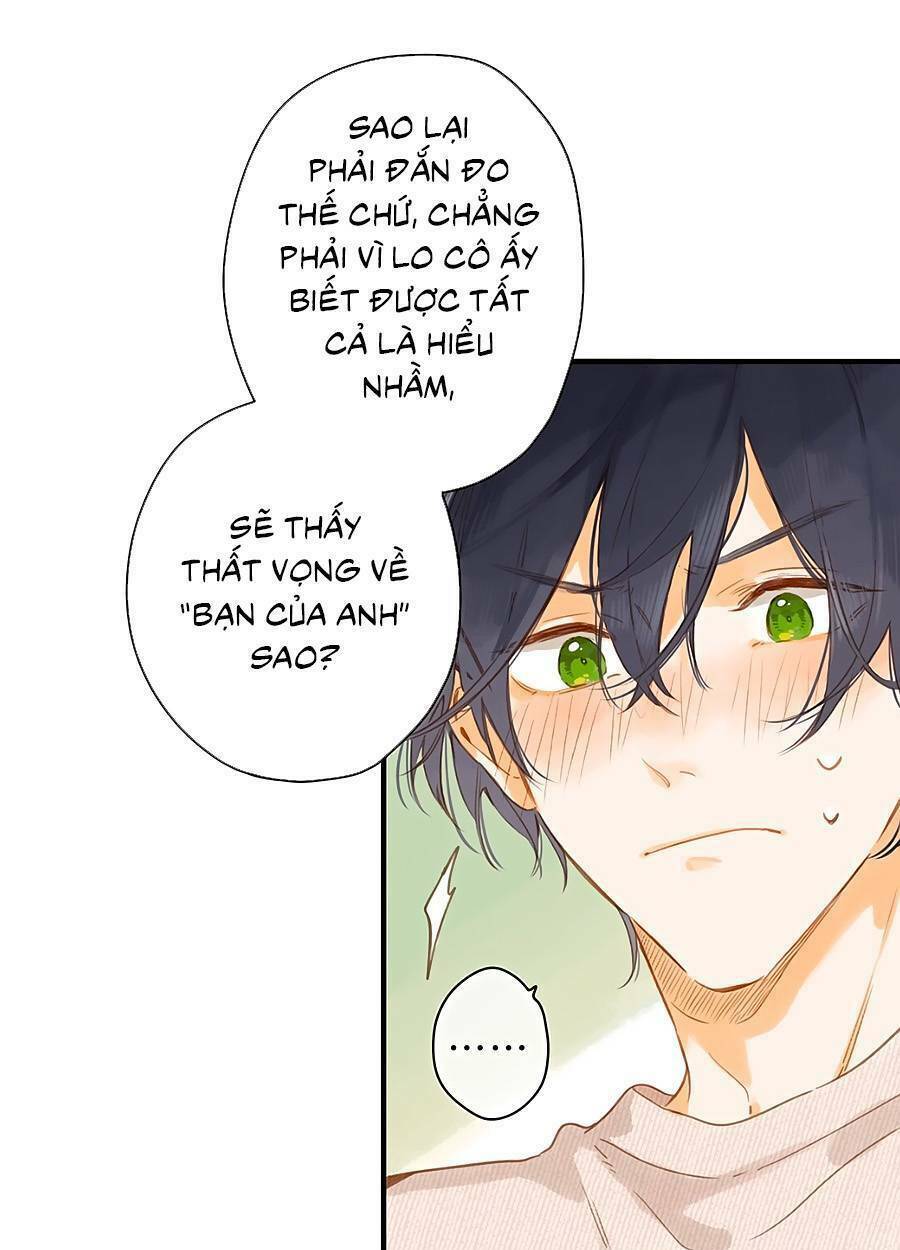 SAO LẠI
PHẢI ĐẮN ĐO
THẾ CHỨ, CHẲNG
PHẢI VÌ LO CÔ ẤY
BIẾT ĐƯỢC TẤT
CẢ LÀ HIỂU
NHẦM,
SẼ THẤY
THẤT VỌNG VỀ
"BẠN CỦA ANH"
SAO?
......